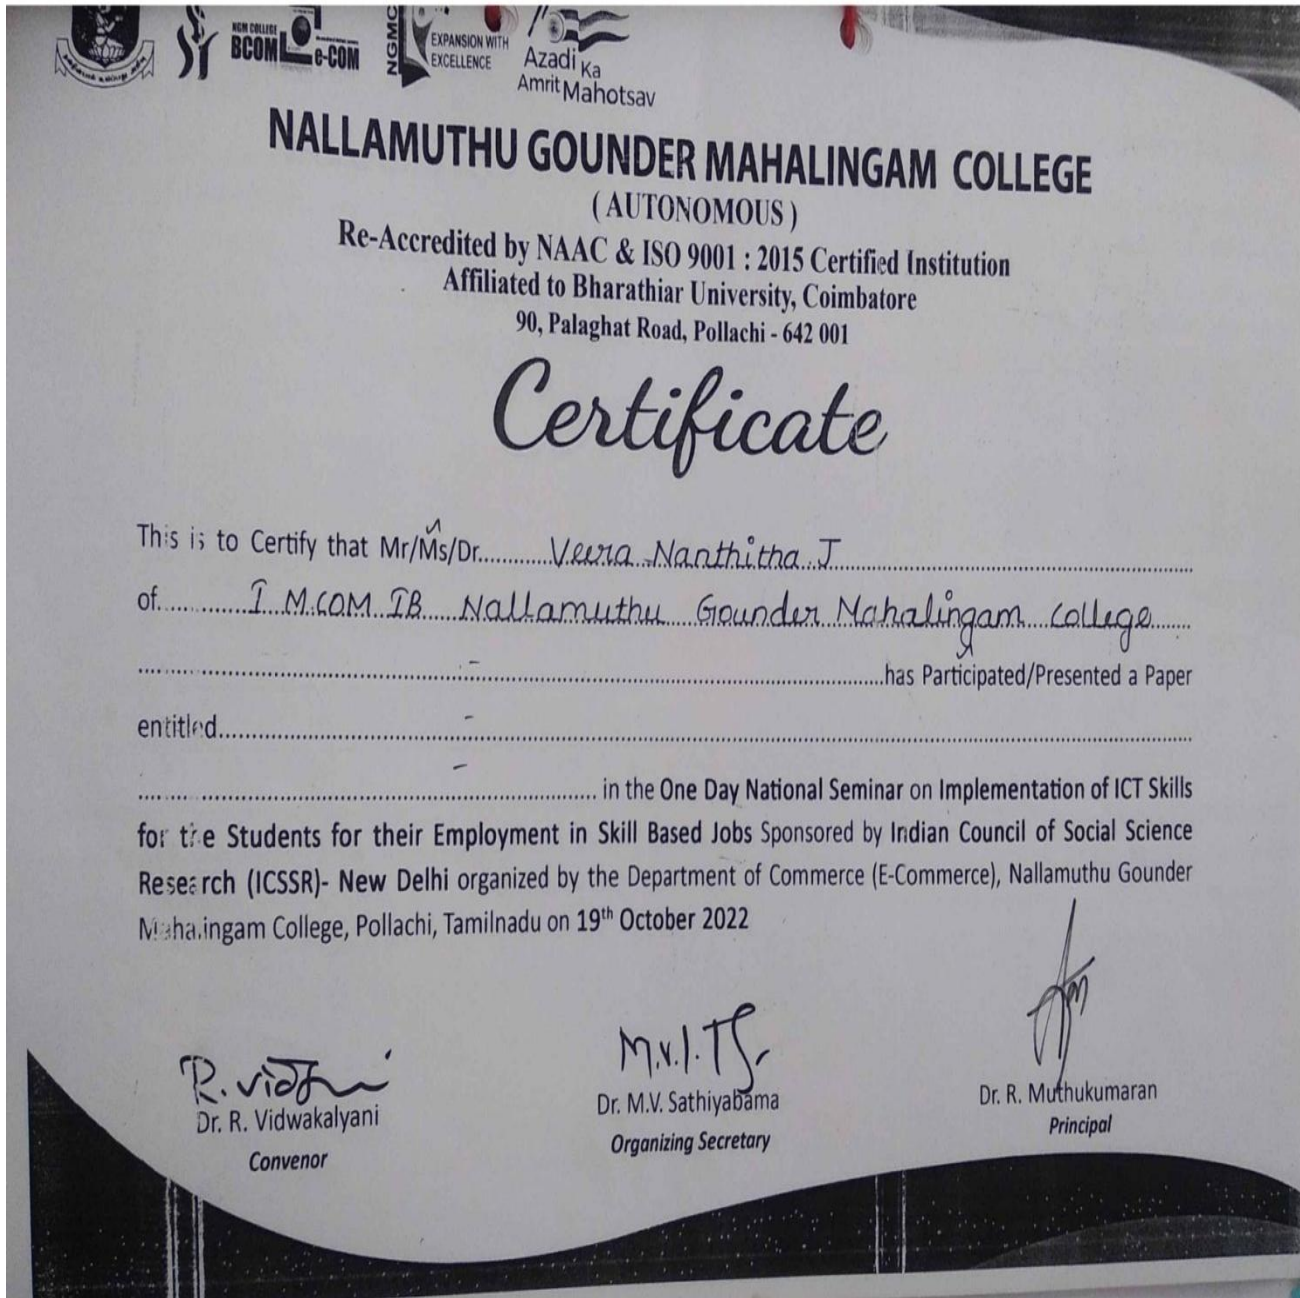 NGM COLLEGE
BCOM e-COM
NGMC
EXPANSION WITH
EXCELLENCE
Azadi Ka
Amrit Mahotsav
NALLAMUTHU GOUNDER MAHALINGAM COLLEGE
(AUTONOMOUS)
Re-Accredited by NAAC & ISO 9001 : 2015 Certified Institution
Affiliated to Bharathiar University, Coimbatore
90, Palaghat Road, Pollachi - 642 001
Certificate
This is to Certify that Mr/Ms/Dr..........Veera Nanthitha J..........
of..........I M.COM IB Nallamuthu Gounder Mahalingam College..........
..........-..........has Participated/Presented a Paper
entitled..........-..........
..........-.......... in the One Day National Seminar on Implementation of ICT Skills
for the Students for their Employment in Skill Based Jobs Sponsored by Indian Council of Social Science
Research (ICSSR)- New Delhi organized by the Department of Commerce (E-Commerce), Nallamuthu Gounder
Mahalingam College, Pollachi, Tamilnadu on 19th October 2022
Dr. R. Vidwakalyani
Convenor
Dr. M.V. Sathiyabama
Organizing Secretary
Dr. R. Muthukumaran
Principal